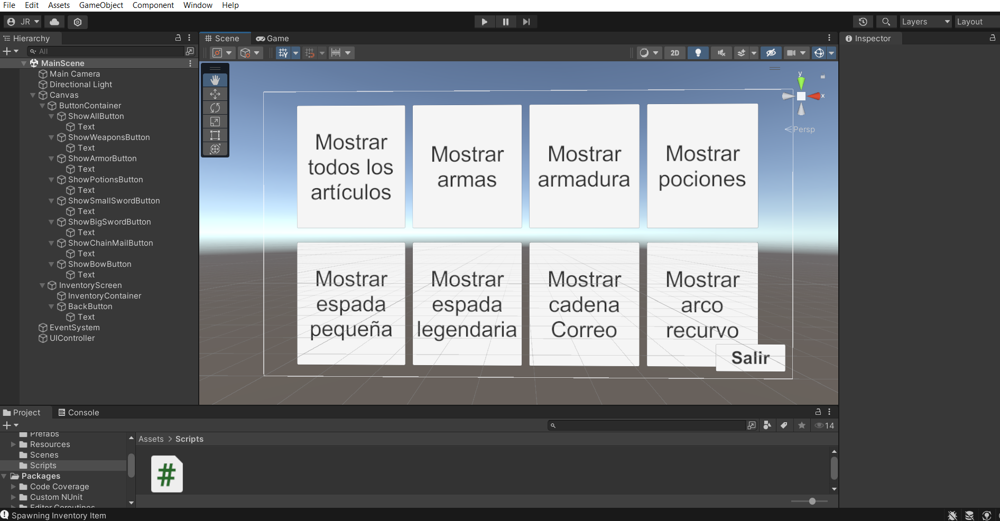 File Edit Assets GameObject Component Window Help
JR Layers Layout
Hierarchy Scene Game Inspector
All 2D
MainScene
Main Camera
Directional Light
Canvas
ButtonContainer
ShowAllButton
Text
ShowWeaponsButton
Text
ShowArmorButton
Text
ShowPotionsButton
Text
ShowSmallSwordButton
Text
ShowBigSwordButton
Text
ShowChainMailButton
Text
ShowBowButton
Text
InventoryScreen
InventoryContainer
BackButton
Text
EventSystem
UIController
y
x
Persp
Mostrar
todos los
artículos
Mostrar
armas
Mostrar
armadura
Mostrar
pociones
Mostrar
espada
pequeña
Mostrar
espada
legendaria
Mostrar
cadena
Correo
Mostrar
arco
recurvo
Salir
Project Console
14
Prefabs
Resources
Scenes
Scripts
Packages
Code Coverage
Custom NUnit
Editor Coroutines
Assets > Scripts
#
Spawning Inventory Item